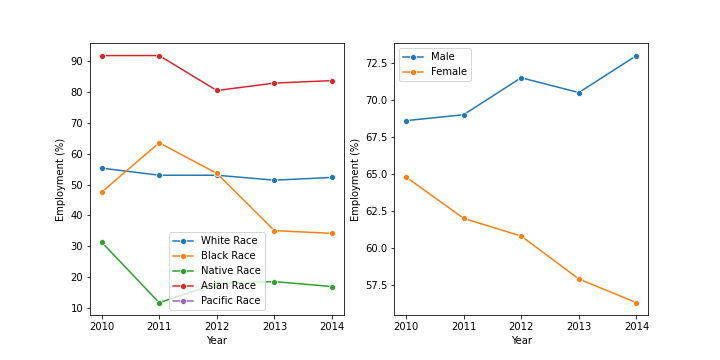 90
80
70
60
50
40
30
20
10
Employment (%)
2010 2011 2012 2013 2014
Year
White Race
Black Race
Native Race
Asian Race
Pacific Race
72.5
70.0
67.5
65.0
62.5
60.0
57.5
Employment (%)
2010 2011 2012 2013 2014
Year
Male
Female